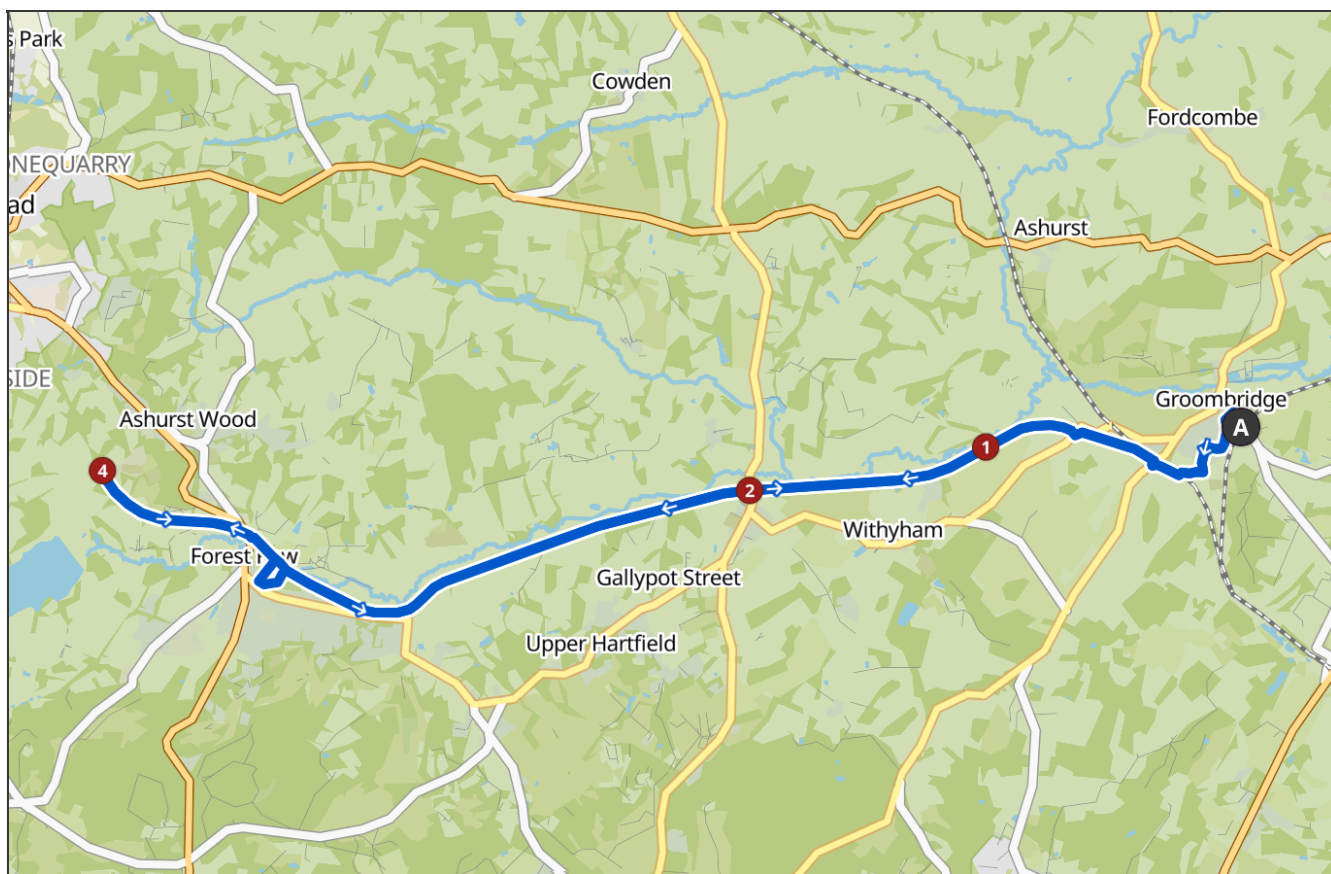 s Park
Cowden
Fordcombe
NEQUARRY
ad
Ashurst
SIDE
Groombridge
A
Ashurst Wood
1
4
2
Withyham
Forest Row
Gallypot Street
Upper Hartfield